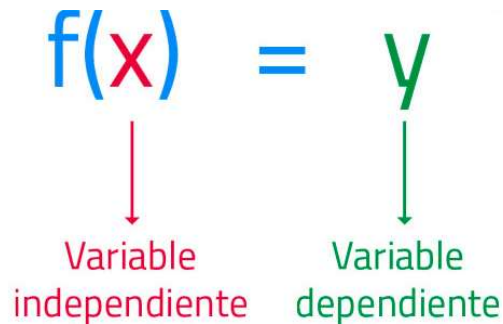 f(x) = y
Variable Variable
independiente dependiente